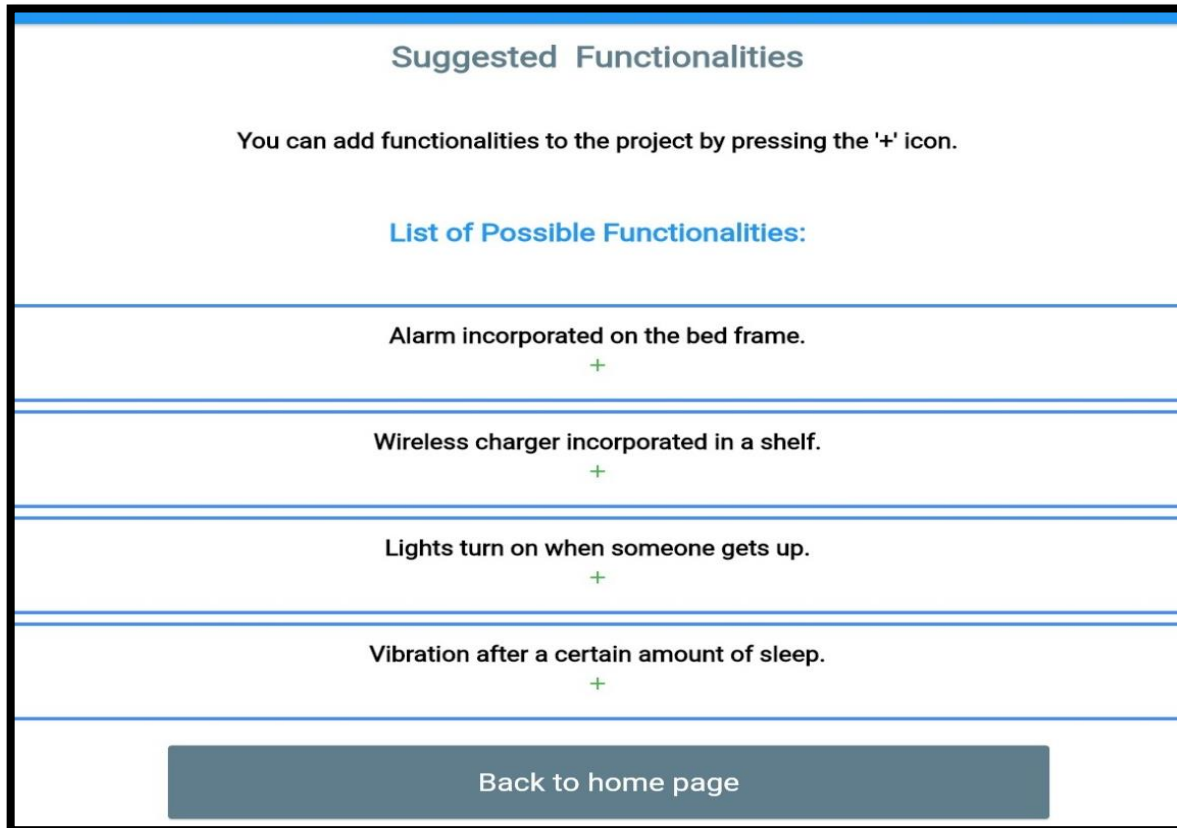 Suggested Functionalities
You can add functionalities to the project by pressing the '+' icon.
List of Possible Functionalities:
Alarm incorporated on the bed frame.
+
Wireless charger incorporated in a shelf.
+
Lights turn on when someone gets up.
+
Vibration after a certain amount of sleep.
+
Back to home page